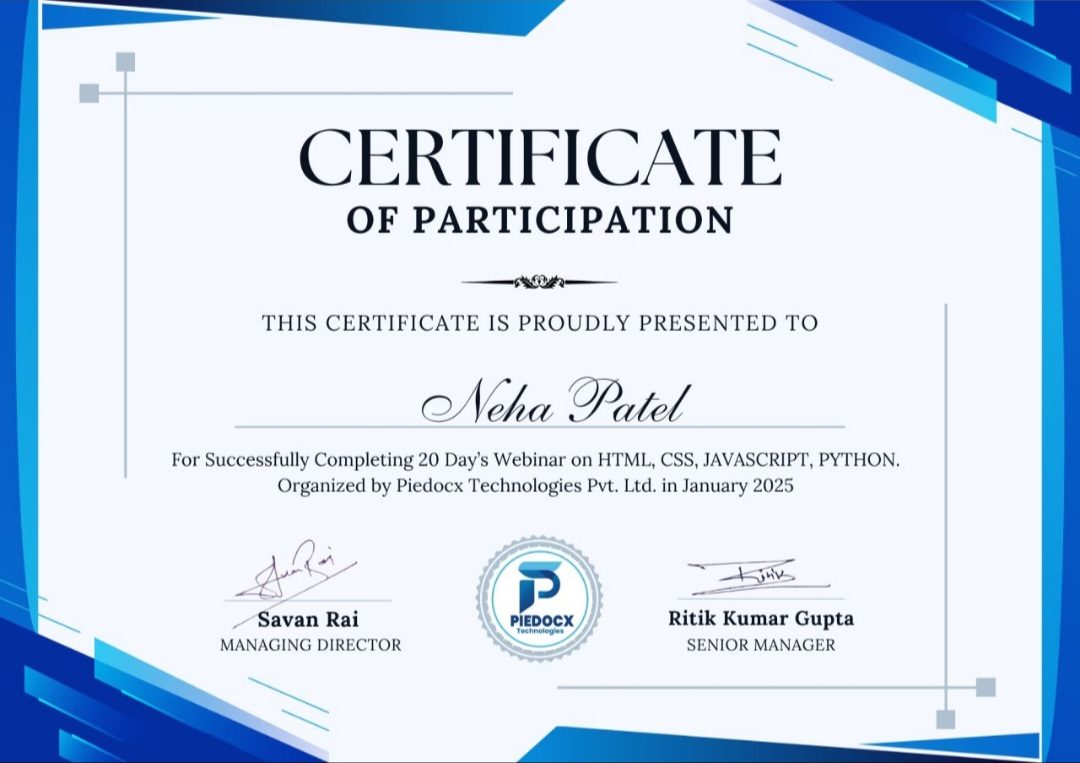 CERTIFICATE
OF PARTICIPATION
THIS CERTIFICATE IS PROUDLY PRESENTED TO
Neha Patel
For Successfully Completing 20 Day's Webinar on HTML, CSS, JAVASCRIPT, PYTHON.
Organized by Piedocx Technologies Pvt. Ltd. in January 2025
Savan Rai
MANAGING DIRECTOR
PIEDOCX
Technologies
Ritik
Ritik Kumar Gupta
SENIOR MANAGER